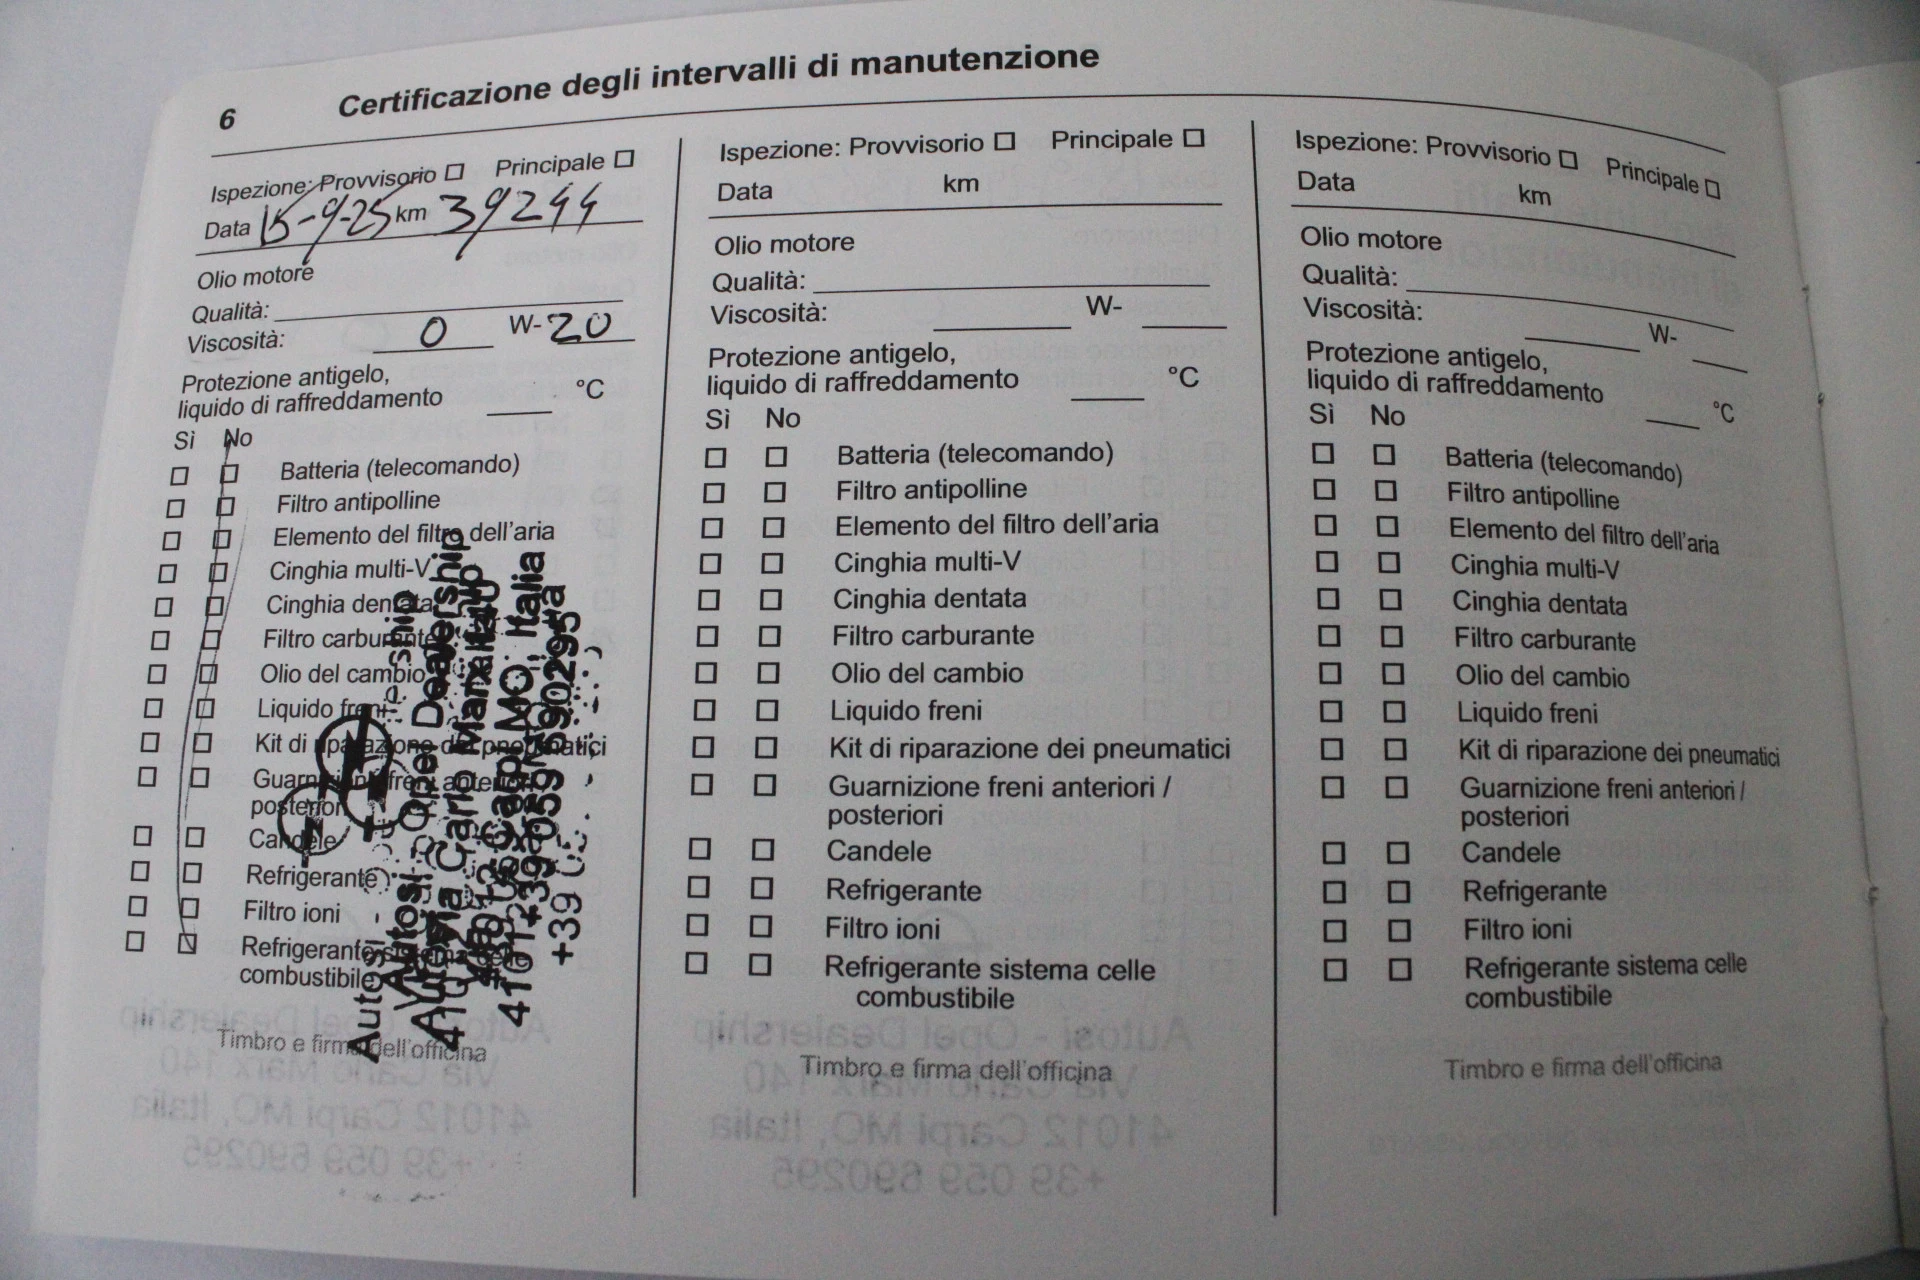 6 Certificazione degli intervalli di manutenzione
Ispezione: Provvisorio □ Principale □
Data 15-9-25 km 39244
Olio motore
Qualità:
Viscosità: 0 W-20
Protezione antigelo,
liquido di raffreddamento °C
Sì No
□ □ Batteria (telecomando)
□ □ Filtro antipolline
□ □ Elemento del filtro dell'aria
□ □ Cinghia multi-V
□ □ Cinghia dentata
□ □ Filtro carburante
□ □ Olio del cambio
□ □ Liquido freni
□ □ Kit di riparazione dei pneumatici
□ □ Guarnizione freni anteriori /
posteriori
□ □ Candele
□ □ Refrigerante
□ □ Filtro ioni
□ □ Refrigerante sistema celle
combustibile
Timbro e firma dell'officina
Autosi - Opel Dealership
Via Carlo Marx 140
41012 Carpi MO, Italia
+39 059 690295
Ispezione: Provvisorio □ Principale □
Data km
Olio motore
Qualità:
Viscosità: W-
Protezione antigelo,
liquido di raffreddamento °C
Sì No
□ □ Batteria (telecomando)
□ □ Filtro antipolline
□ □ Elemento del filtro dell'aria
□ □ Cinghia multi-V
□ □ Cinghia dentata
□ □ Filtro carburante
□ □ Olio del cambio
□ □ Liquido freni
□ □ Kit di riparazione dei pneumatici
□ □ Guarnizione freni anteriori /
posteriori
□ □ Candele
□ □ Refrigerante
□ □ Filtro ioni
□ □ Refrigerante sistema celle
combustibile
Timbro e firma dell'officina
Ispezione: Provvisorio □ Principale □
Data km
Olio motore
Qualità:
Viscosità: W-
Protezione antigelo,
liquido di raffreddamento °C
Sì No
□ □ Batteria (telecomando)
□ □ Filtro antipolline
□ □ Elemento del filtro dell'aria
□ □ Cinghia multi-V
□ □ Cinghia dentata
□ □ Filtro carburante
□ □ Olio del cambio
□ □ Liquido freni
□ □ Kit di riparazione dei pneumatici
□ □ Guarnizione freni anteriori /
posteriori
□ □ Candele
□ □ Refrigerante
□ □ Filtro ioni
□ □ Refrigerante sistema celle
combustibile
Timbro e firma dell'officina